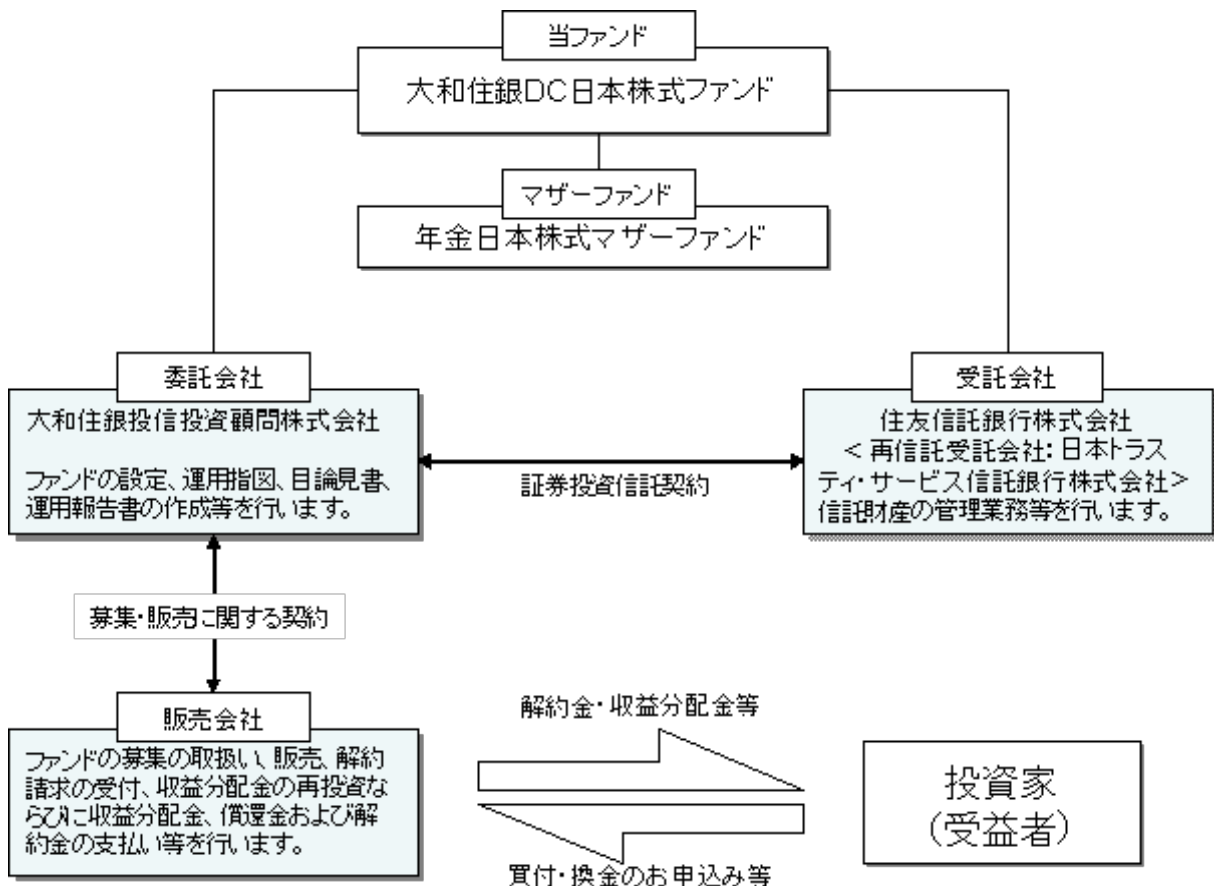 当ファンド
大和住銀DC日本株式ファンド
マザーファンド
年金日本株式マザーファンド
委託会社
大和住銀投信投資顧問株式会社
ファンドの設定、運用指図、目論見書、
運用報告書の作成等を行います。
証券投資信託契約
受託会社
住友信託銀行株式会社
<再信託受託会社:日本トラス
ティ・サービス信託銀行株式会社>
信託財産の管理業務等を行います。
募集・販売に関する契約
販売会社
ファンドの募集の取扱い、販売、解約
請求の受付、収益分配金の再投資な
らびに収益分配金、償還金および解
約金の支払い等を行います。
解約金・収益分配金等
買付・換金のお申込み等
投資家
(受益者)